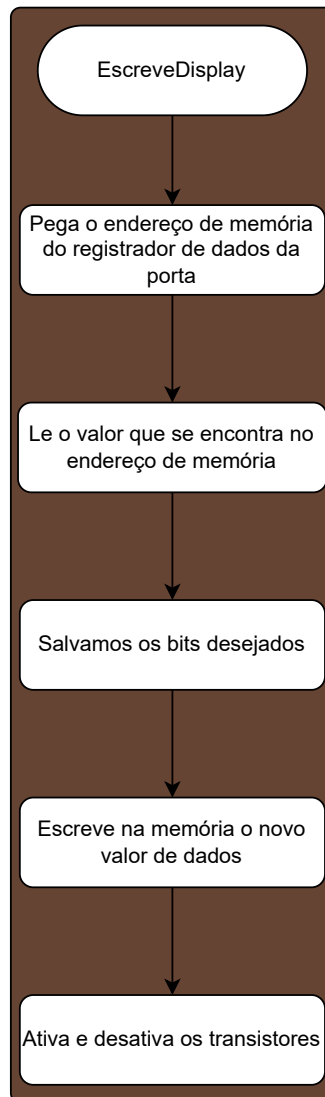 EscreveDisplay
Pega o endereço de memória
do registrador de dados da
porta
Le o valor que se encontra no
endereço de memória
Salvamos os bits desejados
Escreve na memória o novo
valor de dados
Ativa e desativa os transistores